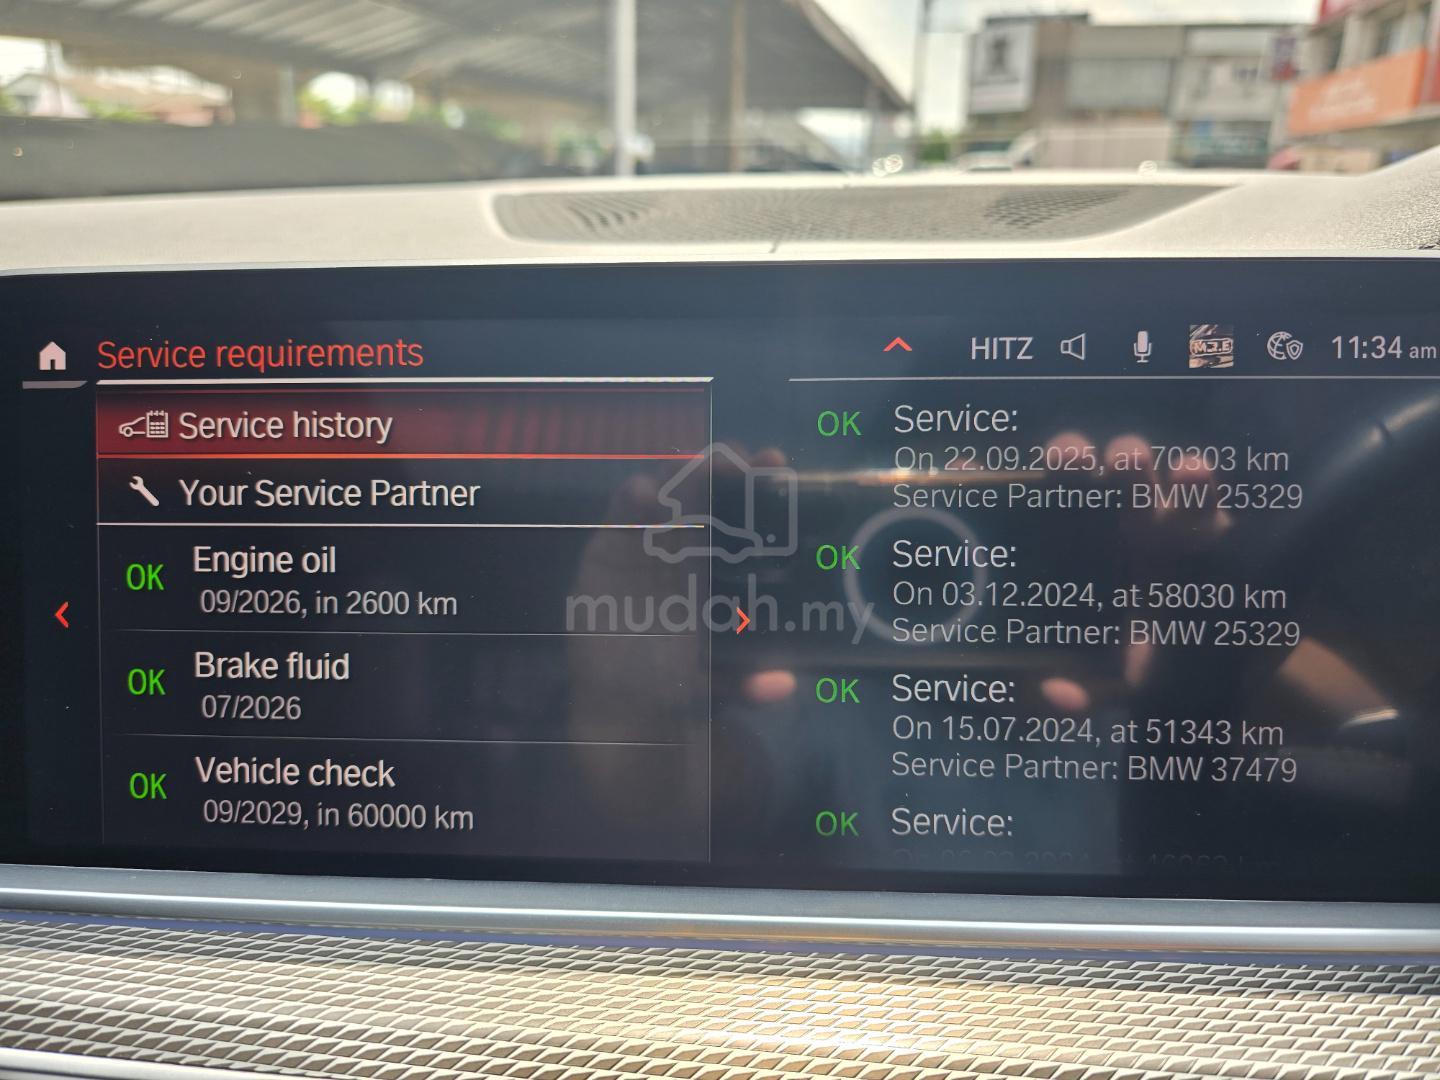 Service requirements
HITZ
11:34 am
Service history
Your Service Partner
OK
Engine oil
09/2026, in 2600 km
OK
Brake fluid
07/2026
OK
Vehicle check
09/2029, in 60000 km
OK
Service:
On 22.09.2025, at 70303 km
Service Partner: BMW 25329
OK
Service:
On 03.12.2024, at 58030 km
Service Partner: BMW 25329
OK
Service:
On 15.07.2024, at 51343 km
Service Partner: BMW 37479
OK
Service:
mudah.my